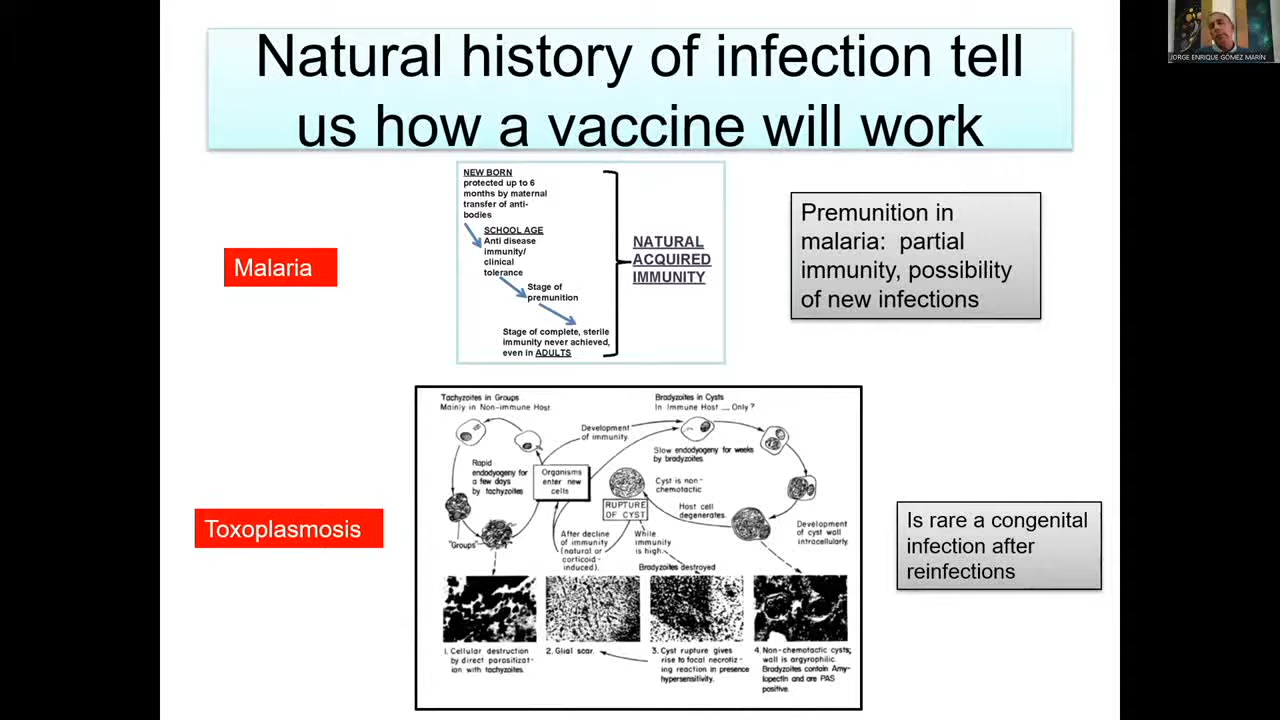 Natural history of infection tell
us how a vaccine will work
JORGE ENRIQUE GÓMEZ MARÍN
Malaria
NEW BORN
protected up to 6
months by maternal
transfer of anti-
bodies
SCHOOL AGE
Anti disease
immunity/
clinical
tolerance
Stage of
premunition
Stage of complete, sterile
immunity never achieved,
even in ADULTS
NATURAL
ACQUIRED
IMMUNITY
Premunition in
malaria: partial
immunity, possibility
of new infections
Toxoplasmosis
Tachyzoites in Groups
Mainly in Non-immune Host
Bradyzoites in Cysts
In Immune Host __ Only?
Development
of immunity.
Rapid
endodyogeny for
a few days
by tachyzoites
Organisms
enter new
cells
Slow endodyogeny for weeks
by bradyzoites.
Cyst is non-
chemotactic
RUPTURE
OF CYST
Host cell
degenerates.
"Groups"
After decline
of immunity
(natural or
corticoid-
induced).
While
immunity
is high.
Development
of cyst wall
intracellularly.
Bradyzoites destroyed
1. Cellular destruction
by direct parasitizat-
ion with tachyzoites.
2. Glial scar.
3. Cyst rupture gives
rise to focal necrotiz-
ing reaction in presence
hypersensitivity.
4. Non-chemotactic cysts;
wall is argyrophilic.
Bradyzoites contain Amy-
lopectin and are PAS
positive.
Is rare a congenital
infection after
reinfections